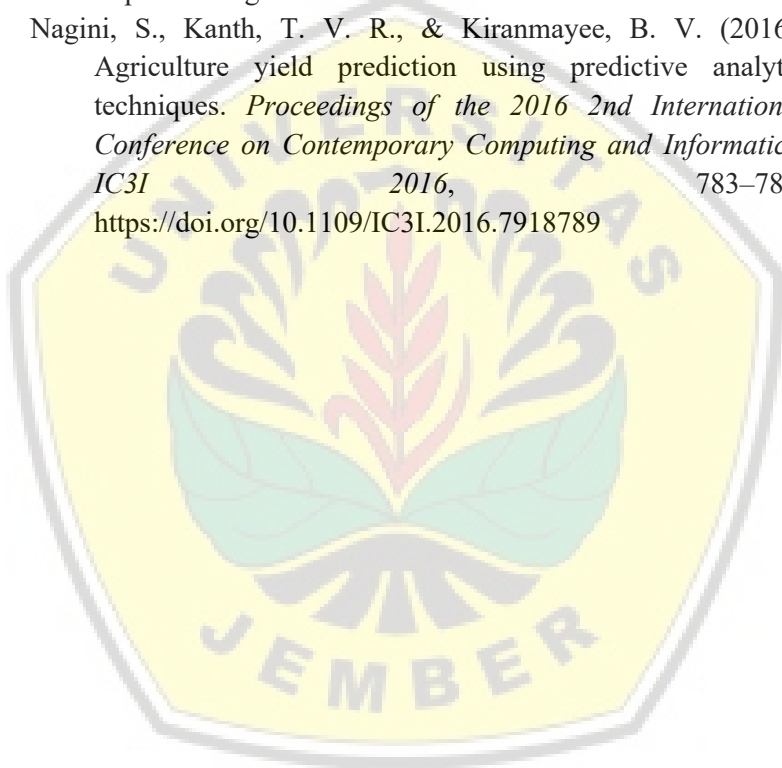 Nagini, S., Kanth, T. V. R., & Kiranmayee, B. V. (2016
Agriculture yield prediction using predictive analyt
techniques. Proceedings of the 2016 2nd Internation
Conference on Contemporary Computing and Informatic
IC3I 2016, 783–78
https://doi.org/10.1109/IC3I.2016.7918789
UNIVERSITAS
JEMBER